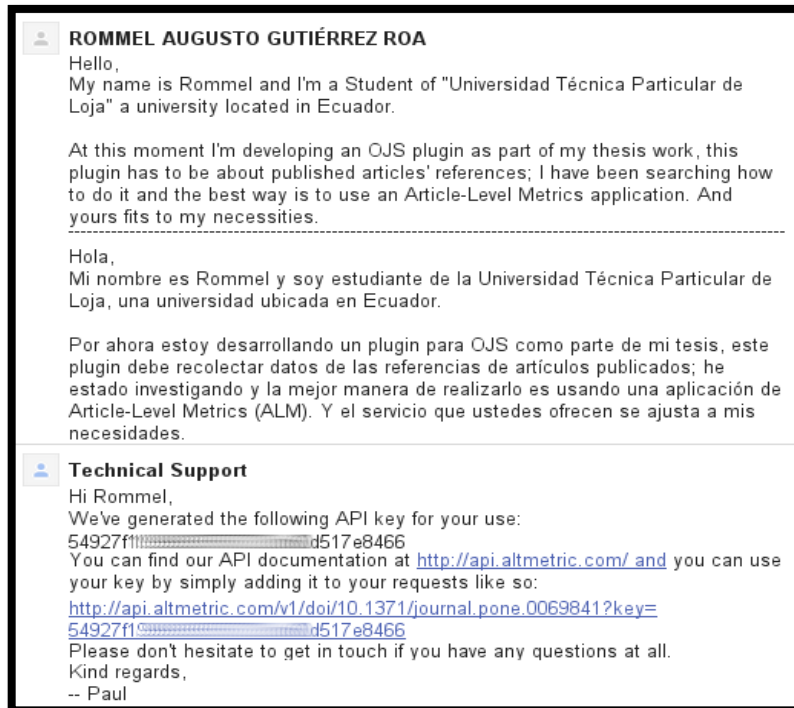 ROMMEL AUGUSTO GUTIÉRREZ ROA
Hello,
My name is Rommel and I'm a Student of "Universidad Técnica Particular de
Loja" a university located in Ecuador.
At this moment I'm developing an OJS plugin as part of my thesis work, this
plugin has to be about published articles' references; I have been searching how
to do it and the best way is to use an Article-Level Metrics application. And
yours fits to my necessities.
Hola,
Mi nombre es Rommel y soy estudiante de la Universidad Técnica Particular de
Loja, una universidad ubicada en Ecuador.
Por ahora estoy desarrollando un plugin para OJS como parte de mi tesis, este
plugin debe recolectar datos de las referencias de artículos publicados; he
estado investigando y la mejor manera de realizarlo es usando una aplicación de
Article-Level Metrics (ALM). Y el servicio que ustedes ofrecen se ajusta a mis
necesidades.
Technical Support
Hi Rommel,
We've generated the following API key for your use:
54927f d517e8466
You can find our API documentation at http://api.altmetric.com/ and you can use
your key by simply adding it to your requests like so:
http://api.altmetric.com/v1/doi/10.1371/journal.pone.0069841?key=
54927f1 d517e8466
Please don't hesitate to get in touch if you have any questions at all.
Kind regards,
-- Paul